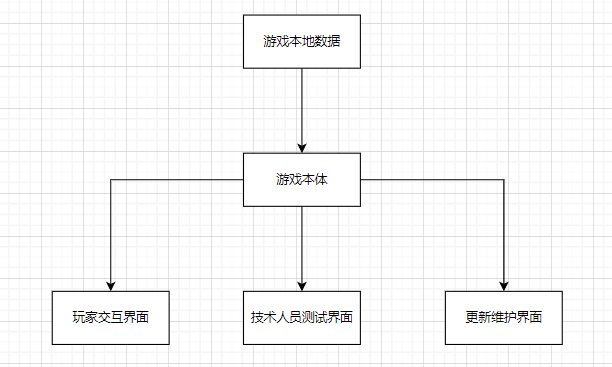 游戏本地数据
游戏本体
玩家交互界面
技术人员测试界面
更新维护界面